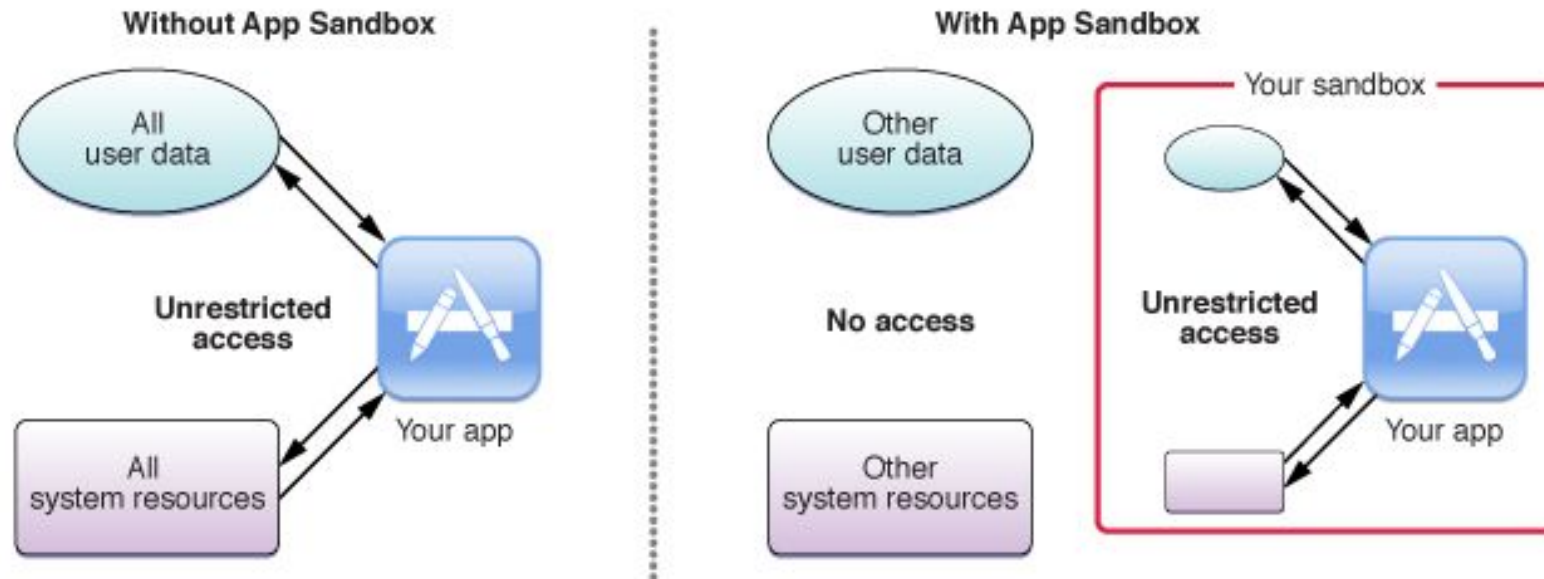 Without App Sandbox
All
user data
Unrestricted
access
Your app
All
system resources
With App Sandbox
Other
user data
No access
Other
system resources
Your sandbox
Unrestricted
access
Your app